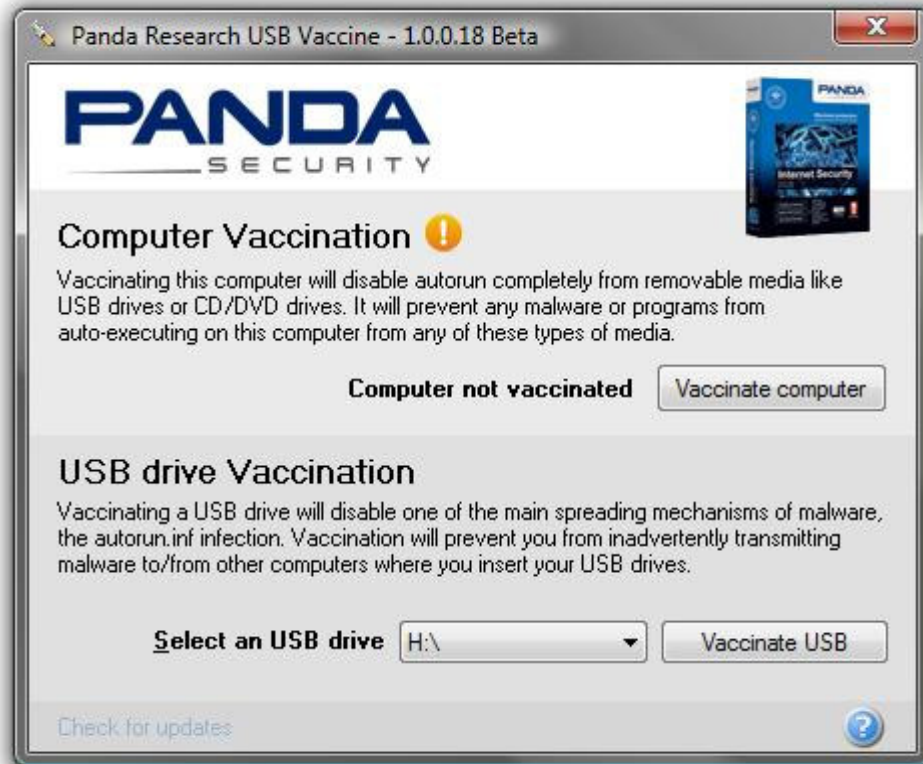 Panda Research USB Vaccine - 1.0.0.18 Beta
PANDA
SECURITY
PANDA
Internet Security
Computer Vaccination
Vaccinating this computer will disable autorun completely from removable media like
USB drives or CD/DVD drives. It will prevent any malware or programs from
auto-executing on this computer from any of these types of media.
Computer not vaccinated
Vaccinate computer
USB drive Vaccination
Vaccinating a USB drive will disable one of the main spreading mechanisms of malware,
the autorun.inf infection. Vaccination will prevent you from inadvertently transmitting
malware to/from other computers where you insert your USB drives.
Select an USB drive
H:\
Vaccinate USB
Check for updates